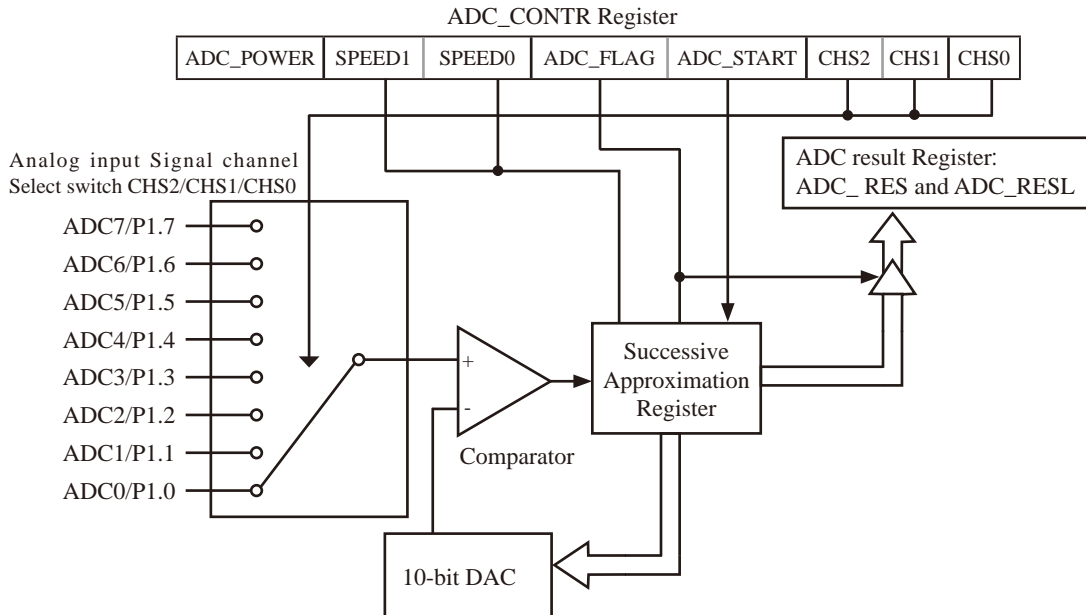 ADC_CONTR Register
ADC_POWER SPEED1 SPEED0 ADC_FLAG ADC_START CHS2 CHS1 CHS0
Analog input Signal channel
Select switch CHS2/CHS1/CHS0
ADC result Register:
ADC_ RES and ADC_RESL
ADC7/P1.7
ADC6/P1.6
ADC5/P1.5
ADC4/P1.4
ADC3/P1.3
ADC2/P1.2
ADC1/P1.1
ADC0/P1.0
+
-
Comparator
Successive
Approximation
Register
10-bit DAC